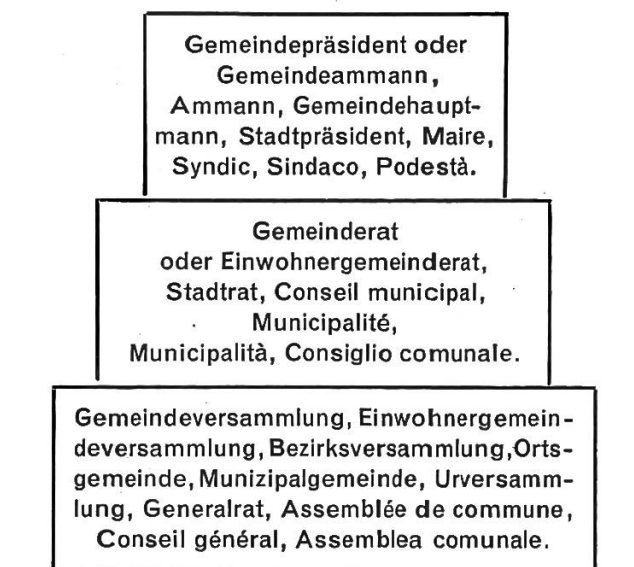 Gemeindepräsident oder
Gemeindeammann,
Ammann, Gemeindehaupt-
mann, Stadtpräsident, Maire,
Syndic, Sindaco, Podestà.
Gemeinderat
oder Einwohnergemeinderat,
Stadtrat, Conseil municipal,
Municipalité,
Municipalità, Consiglio comunale.
Gemeindeversammlung, Einwohnergemein-
deversammlung, Bezirksversammlung, Orts-
gemeinde, Munizipalgemeinde, Urversamm-
lung, Generalrat, Assemblée de commune,
Conseil général, Assemblea comunale.